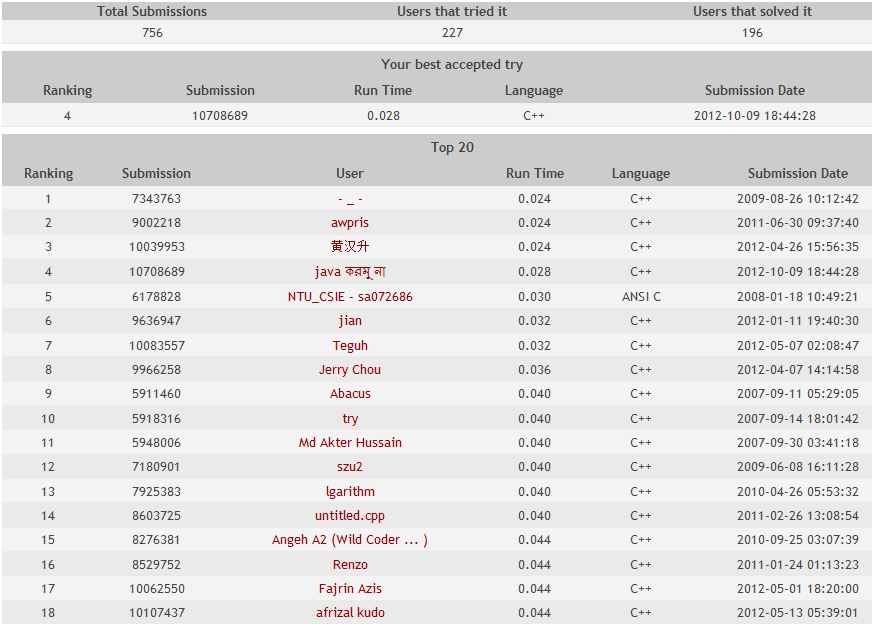 Total Submissions Users that tried it Users that solved it
756 227 196
Your best accepted try
Ranking Submission Run Time Language Submission Date
4 10708689 0.028 C++ 2012-10-09 18:44:28
Top 20
Ranking Submission User Run Time Language Submission Date
1 7343763 - _ - 0.024 C++ 2009-08-26 10:12:42
2 9002218 awpris 0.024 C++ 2011-06-30 09:37:40
3 10039953 黄汉升 0.024 C++ 2012-04-26 15:56:35
4 10708689 java করমু না 0.028 C++ 2012-10-09 18:44:28
5 6178828 NTU_CSIE - sa072686 0.030 ANSI C 2008-01-18 10:49:21
6 9636947 jian 0.032 C++ 2012-01-11 19:40:30
7 10083557 Teguh 0.032 C++ 2012-05-07 02:08:47
8 9966258 Jerry Chou 0.036 C++ 2012-04-07 14:14:58
9 5911460 Abacus 0.040 C++ 2007-09-11 05:29:05
10 5918316 try 0.040 C++ 2007-09-14 18:01:42
11 5948006 Md Akter Hussain 0.040 C++ 2007-09-30 03:41:18
12 7180901 szu2 0.040 C++ 2009-06-08 16:11:28
13 7925383 lgarithm 0.040 C++ 2010-04-26 05:53:32
14 8603725 untitled.cpp 0.040 C++ 2011-02-26 13:08:54
15 8276381 Angeh A2 (Wild Coder ... ) 0.044 C++ 2010-10-25 03:07:39
16 8529752 Renzo 0.044 C++ 2011-01-24 01:13:23
17 10062550 Fajrin Azis 0.044 C++ 2012-05-01 18:20:00
18 10107437 afrizal kudo 0.044 C++ 2012-05-13 05:39:01